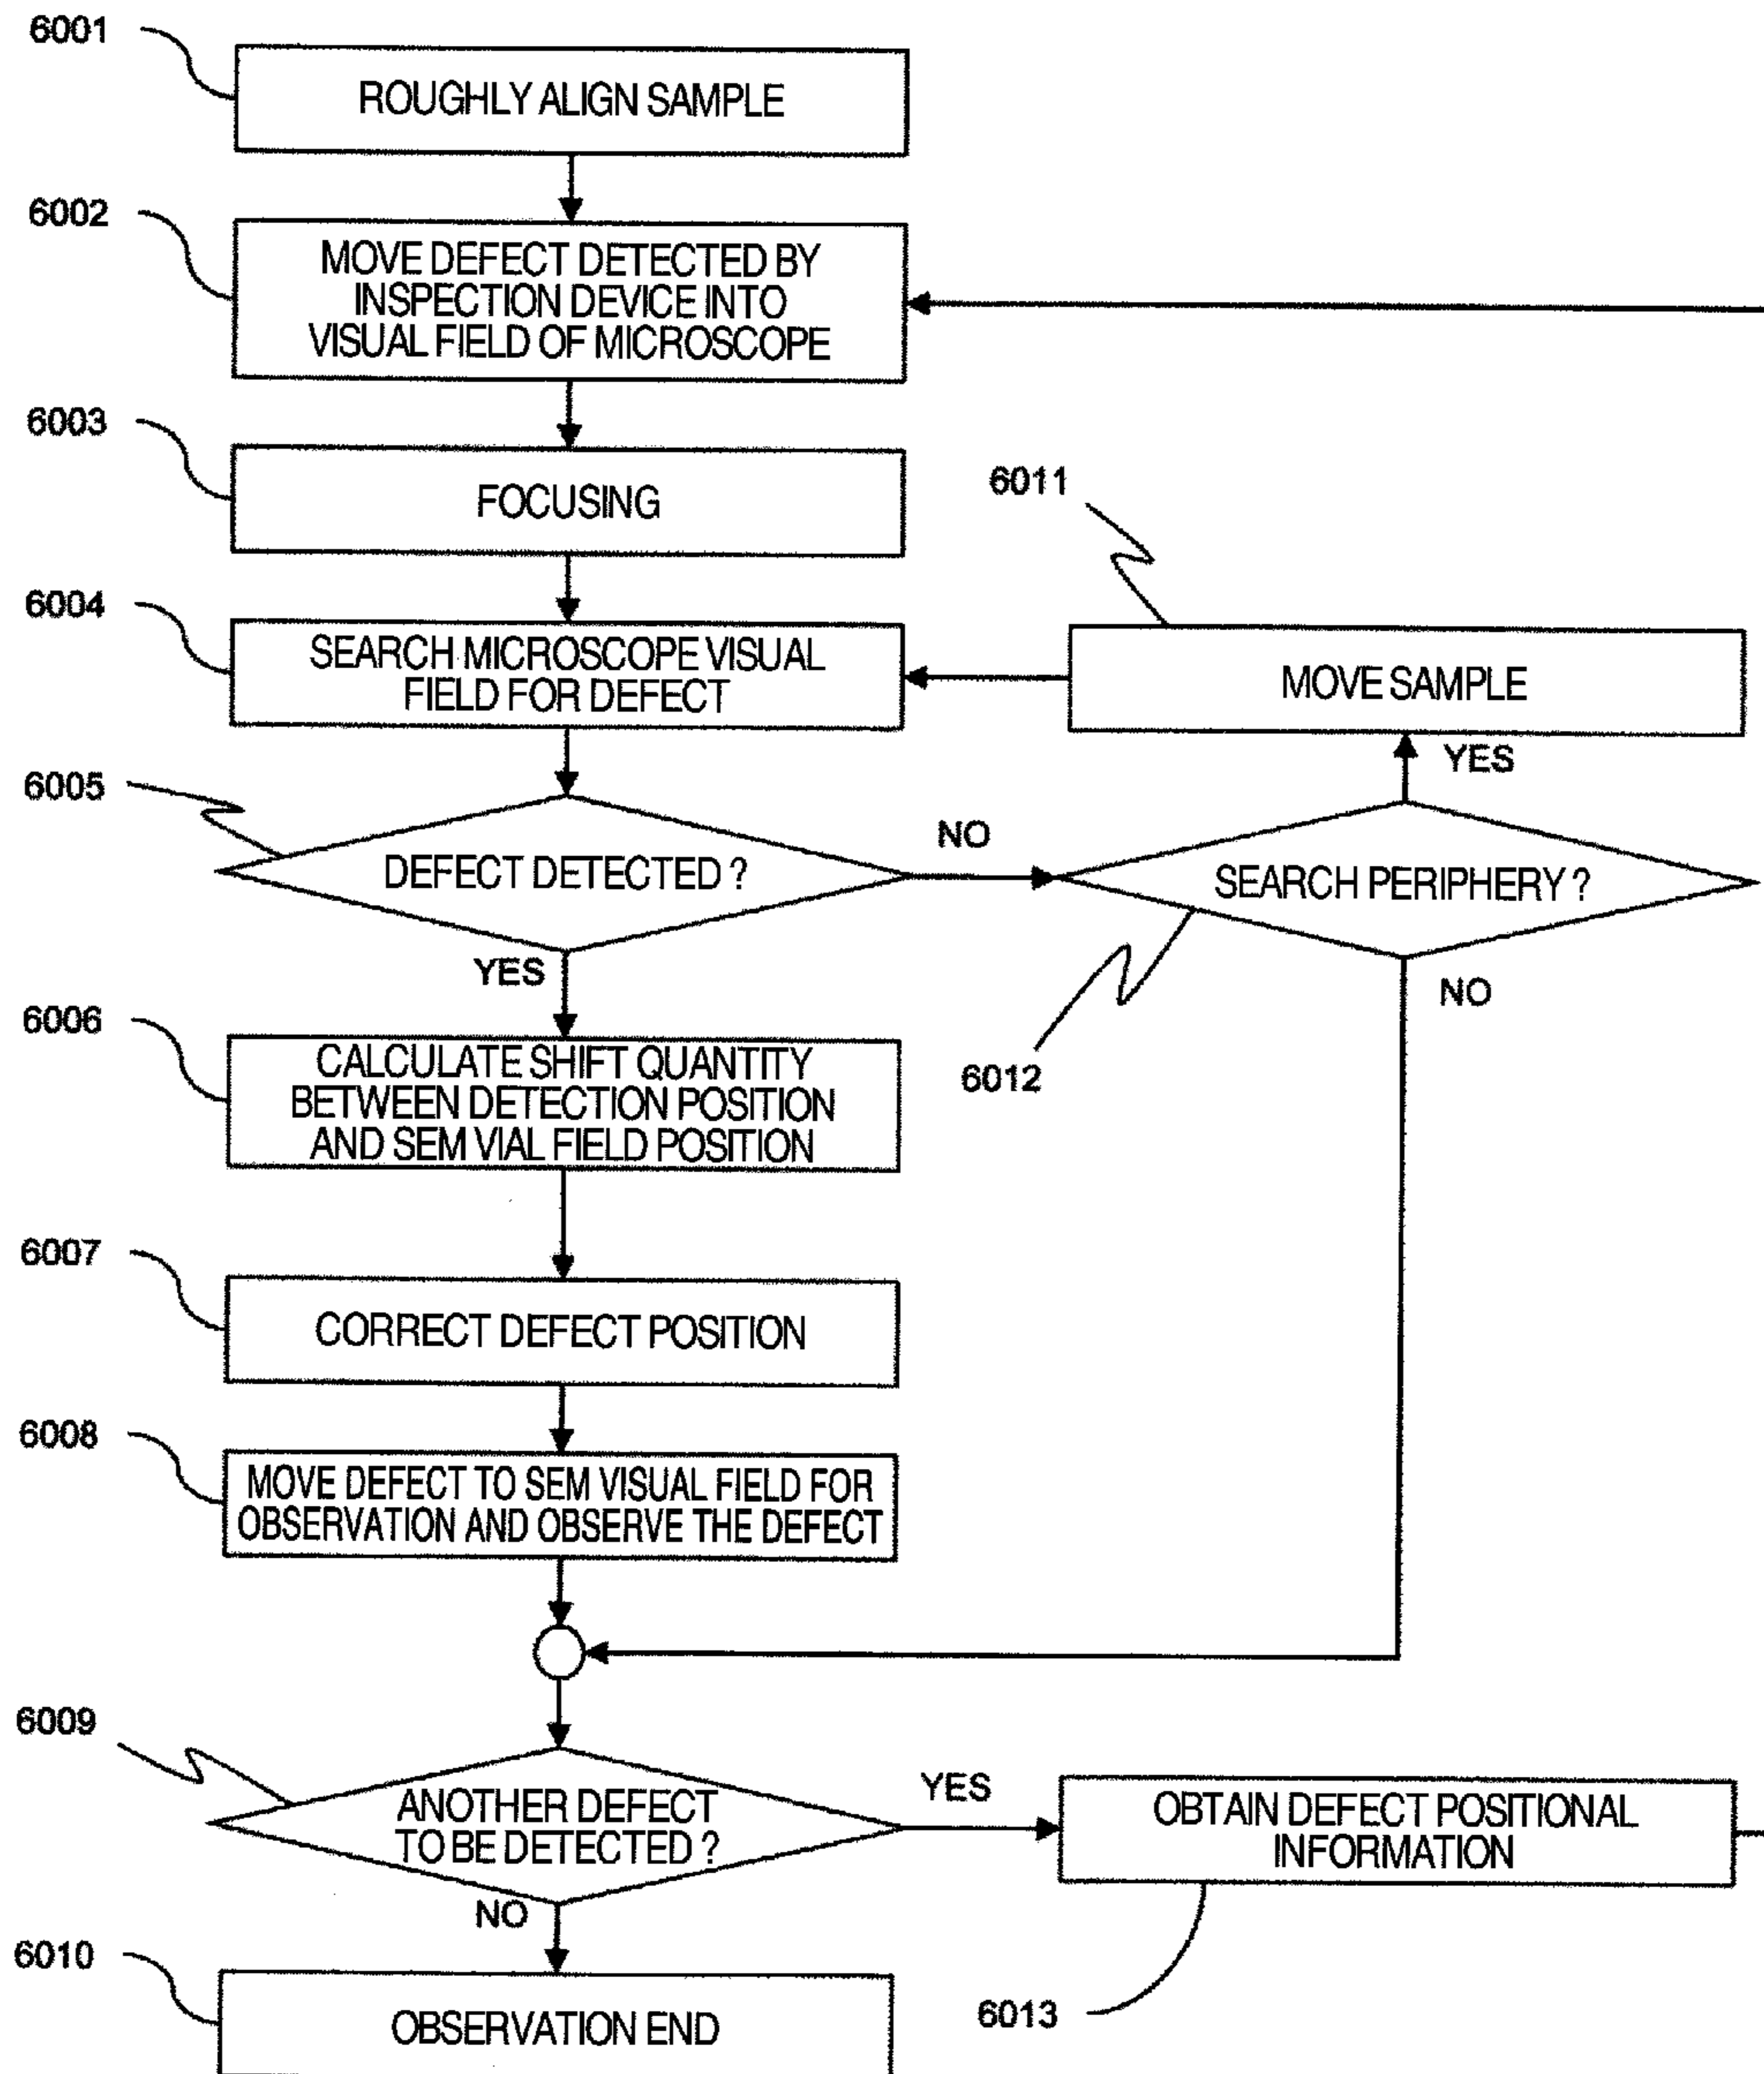 6001
ROUGHLY ALIGN SAMPLE
6002
MOVE DEFECT DETECTED BY
INSPECTION DEVICE INTO
VISUAL FIELD OF MICROSCOPE
6003
FOCUSING
6011
6004
SEARCH MICROSCOPE VISUAL
FIELD FOR DEFECT
MOVE SAMPLE
YES
6005
DEFECT DETECTED ?
NO
SEARCH PERIPHERY ?
YES
NO
6012
6006
CALCULATE SHIFT QUANTITY
BETWEEN DETECTION POSITION
AND SEM VIAL FIELD POSITION
6007
CORRECT DEFECT POSITION
6008
MOVE DEFECT TO SEM VISUAL FIELD FOR
OBSERVATION AND OBSERVE THE DEFECT
6009
ANOTHER DEFECT
TO BE DETECTED ?
YES
OBTAIN DEFECT POSITIONAL
INFORMATION
NO
6010
OBSERVATION END
6013